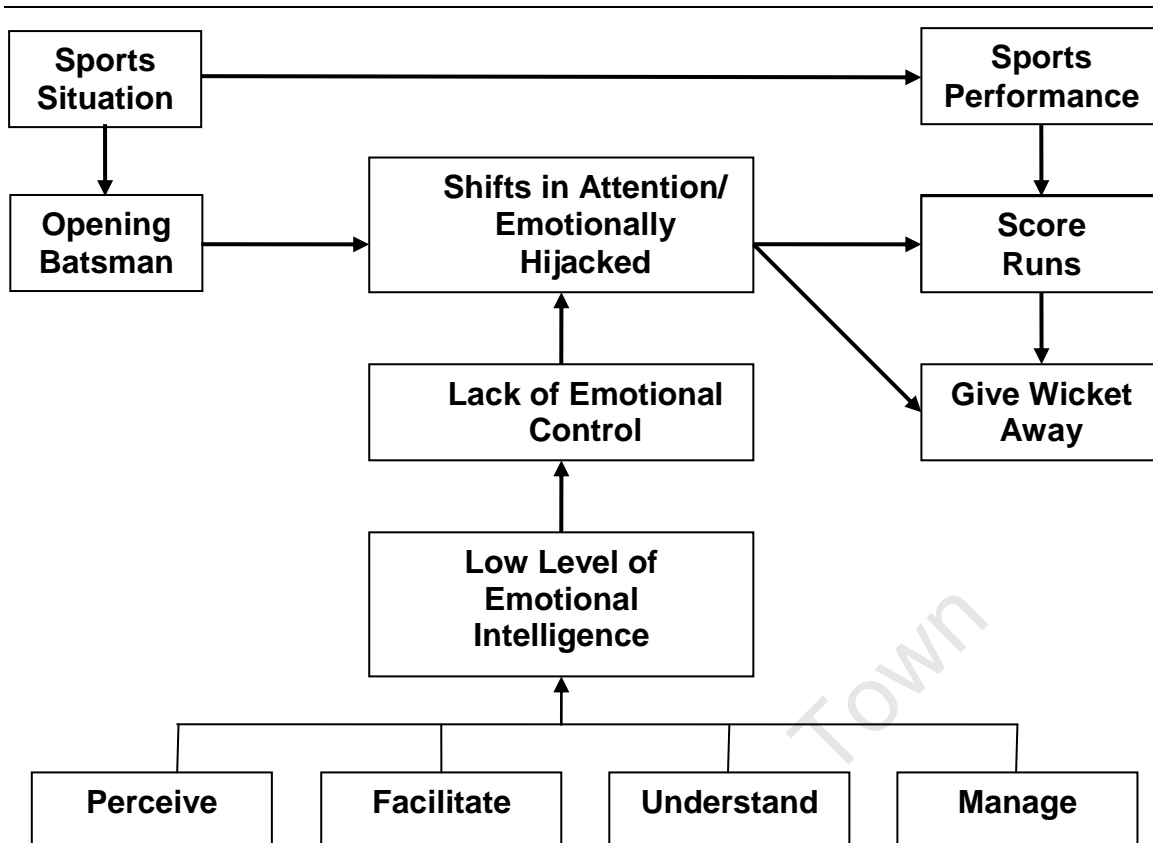 Sports
Situation
Sports
Performance
Opening
Batsman
Shifts in Attention/
Emotionally
Hijacked
Score
Runs
Lack of Emotional
Control
Give Wicket
Away
Low Level of
Emotional
Intelligence
Town
Perceive
Facilitate
Understand
Manage